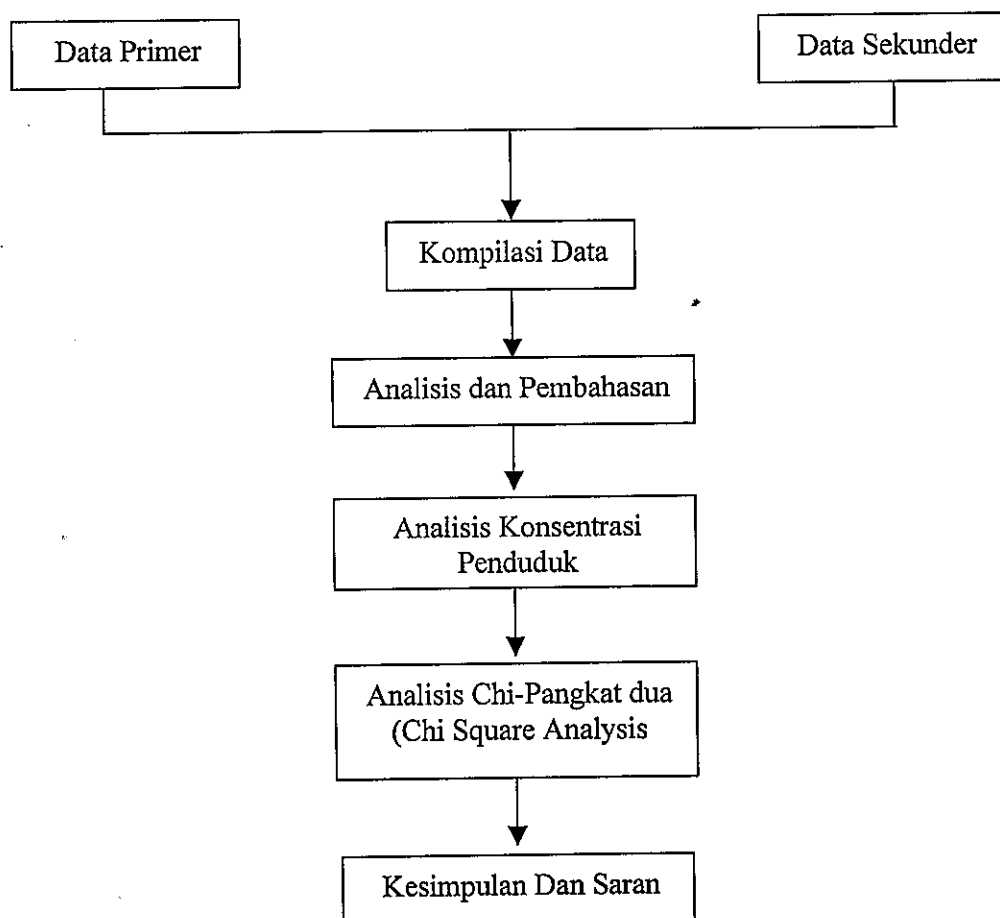 Data Primer
Data Sekunder
Kompilasi Data
Analisis dan Pembahasan
Analisis Konsentrasi
Penduduk
Analisis Chi-Pangkat dua
(Chi Square Analysis
Kesimpulan Dan Saran